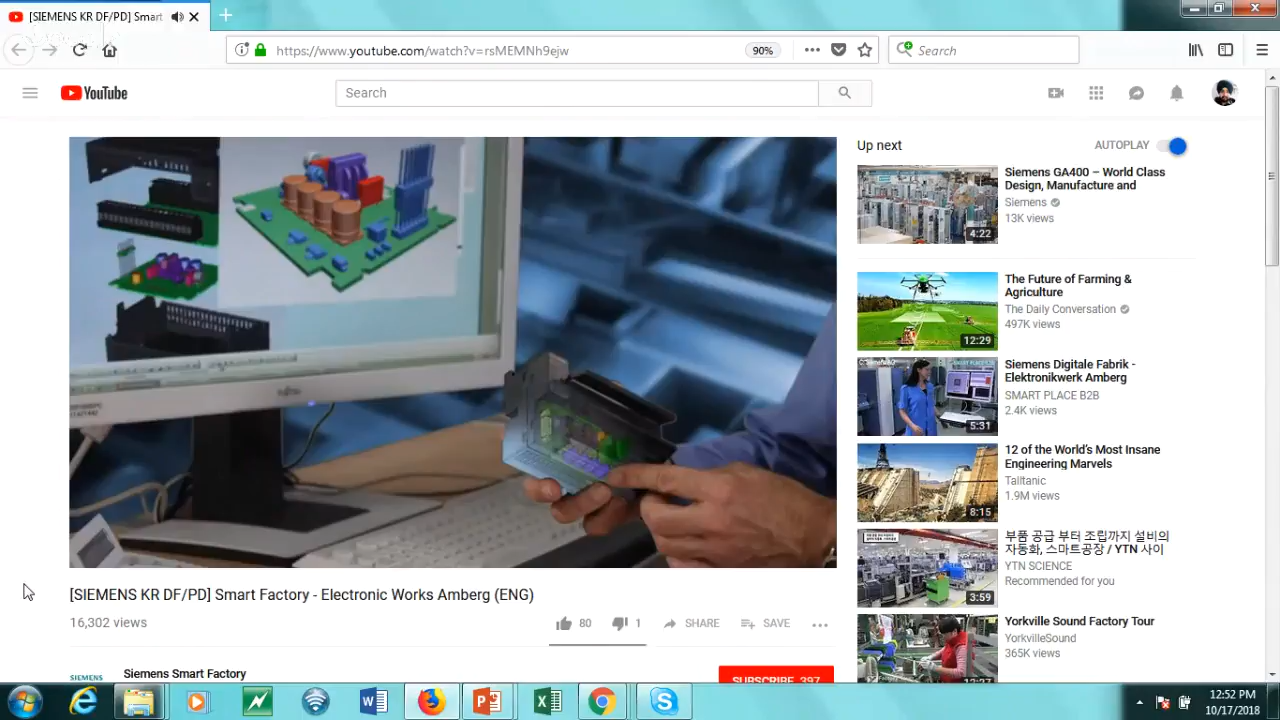 [SIEMENS KR DF/PD] Smart
https://www.youtube.com/watch?v=rsMEMNh9ejw
90%
Search
YouTube
Search
Up next
AUTOPLAY
Siemens GA400 – World Class
Design, Manufacture and
Siemens
13K views
4:22
The Future of Farming &
Agriculture
The Daily Conversation
497K views
12:29
Siemens Digitale Fabrik -
Elektronikwerk Amberg
SMART PLACE B2B
2.4K views
5:31
12 of the World's Most Insane
Engineering Marvels
Talltanic
1.9M views
8:15
부품 공급 부터 조립까지 설비의
자동화, 스마트공장 / YTN 사이
YTN SCIENCE
Recommended for you
3:59
Yorkville Sound Factory Tour
YorkvilleSound
365K views
12:27
[SIEMENS KR DF/PD] Smart Factory - Electronic Works Amberg (ENG)
16,302 views
80
1
SHARE
SAVE
SIEMENS
Siemens Smart Factory
SUBSCRIBE 397
12:52 PM
10/17/2018